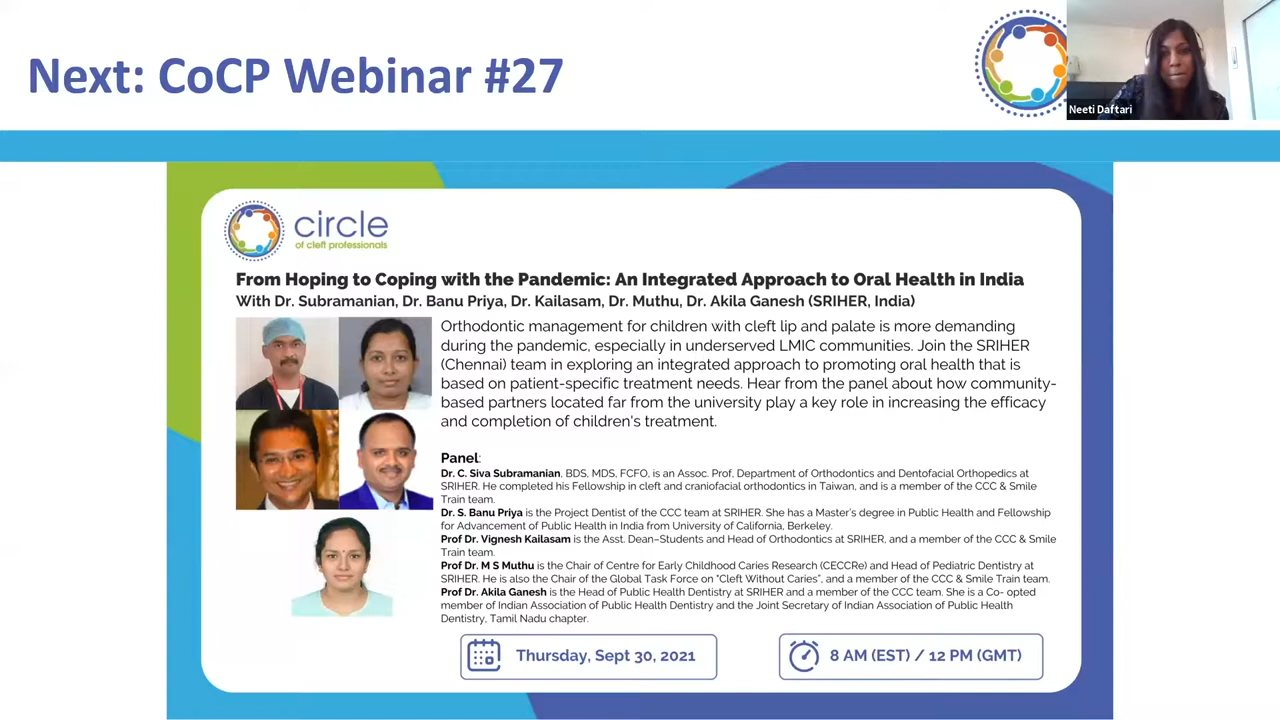 Next: CoCP Webinar #27
Neeti Daftari
circle
of cleft professionals
From Hoping to Coping with the Pandemic: An Integrated Approach to Oral Health in India
With Dr. Subramanian, Dr. Banu Priya, Dr. Kailasam, Dr. Muthu, Dr. Akila Ganesh (SRIHER, India)
Orthodontic management for children with cleft lip and palate is more demanding
during the pandemic, especially in underserved LMIC communities. Join the SRIHER
(Chennai) team in exploring an integrated approach to promoting oral health that is
based on patient-specific treatment needs. Hear from the panel about how community-
based partners located far from the university play a key role in increasing the efficacy
and completion of children's treatment.
Panel:
Dr. C. Siva Subramanian, BDS, MDS, FCFO, is an Assoc. Prof, Department of Orthodontics and Dentofacial Orthopedics at
SRIHER. He completed his Fellowship in cleft and craniofacial orthodontics in Taiwan, and is a member of the CCC & Smile
Train team.
Dr. S. Banu Priya is the Project Dentist of the CCC team at SRIHER. She has a Master's degree in Public Health and Fellowship
for Advancement of Public Health in India from University of California, Berkeley.
Prof Dr. Vignesh Kailasam is the Asst. Dean–Students and Head of Orthodontics at SRIHER, and a member of the CCC & Smile
Train team.
Prof Dr. M S Muthu is the Chair of Centre for Early Childhood Caries Research (CECCRe) and Head of Pediatric Dentistry at
SRIHER. He is also the Chair of the Global Task Force on "Cleft Without Caries", and a member of the CCC & Smile Train team.
Prof Dr. Akila Ganesh is the Head of Public Health Dentistry at SRIHER and a member of the CCC team. She is a Co- opted
member of Indian Association of Public Health Dentistry and the Joint Secretary of Indian Association of Public Health
Dentistry, Tamil Nadu chapter.
Thursday, Sept 30, 2021
8 AM (EST) / 12 PM (GMT)